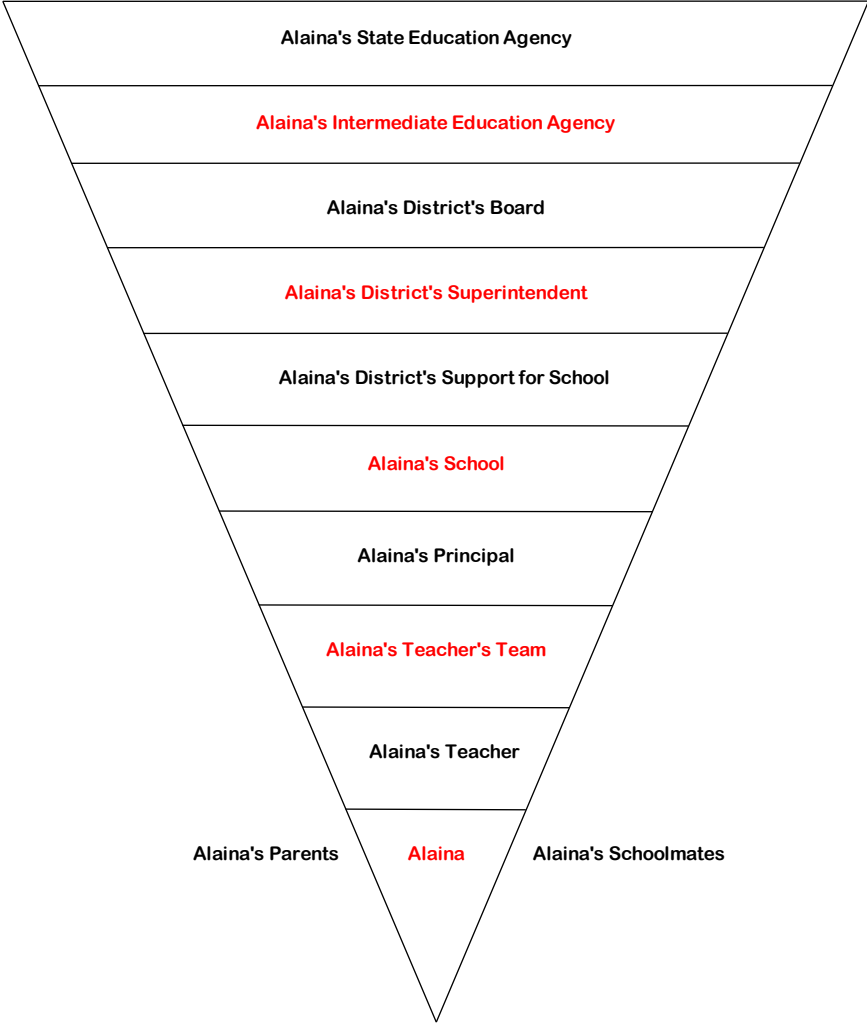 Alaina's State Education Agency
Alaina's Intermediate Education Agency
Alaina's District's Board
Alaina's District's Superintendent
Alaina's District's Support for School
Alaina's School
Alaina's Principal
Alaina's Teacher's Team
Alaina's Teacher
Alaina's Parents
Alaina
Alaina's Schoolmates